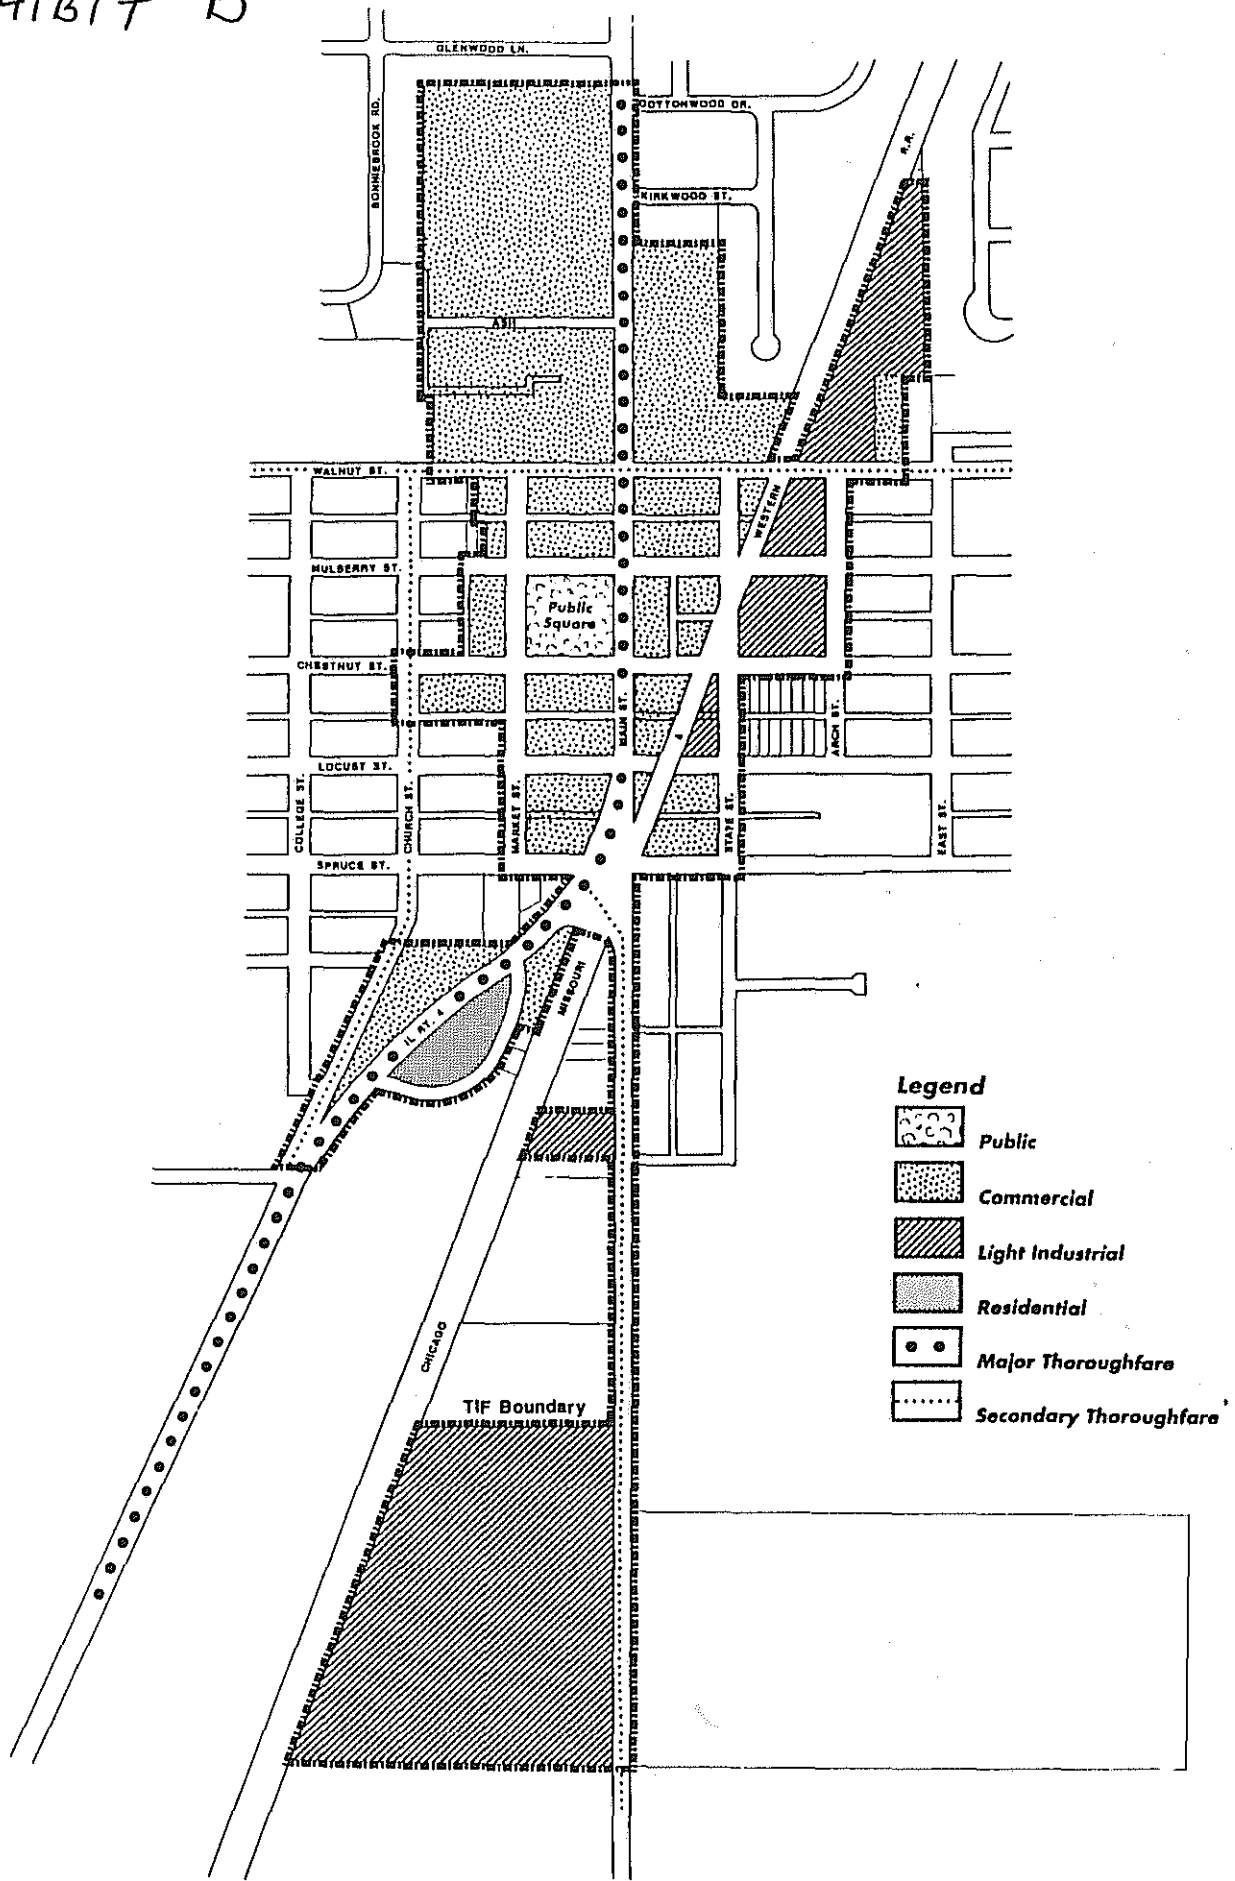 GLENWOOD LN.
BONNIEBROOK RD.
COTTONWOOD DR.
R.R.
KIRKWOOD ST.
ASH
WALNUT ST.
WESTERN
MULBERRY ST.
Public
Square
CHESTNUT ST.
MAIN ST.
&
ARCH ST.
LOCUST ST.
COLLEGE ST.
CHURCH ST.
MARKET ST.
STATE ST.
EAST ST.
SPRUCE ST.
MISSOURI
IL RT. 4
Legend
Public
Commercial
Light Industrial
Residential
Major Thoroughfare
Secondary Thoroughfare
CHICAGO
TIF Boundary